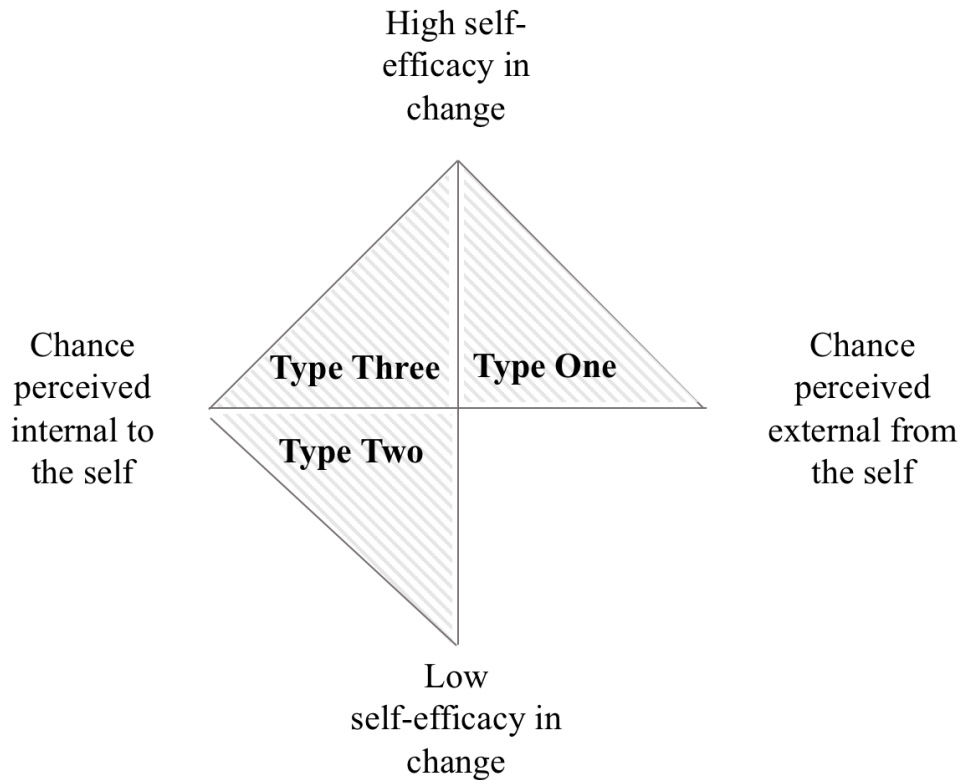 High self-
efficacy in
change
Chance
perceived
internal to
the self
Type Three
Type One
Chance
perceived
external from
the self
Type Two
Low
self-efficacy in
change